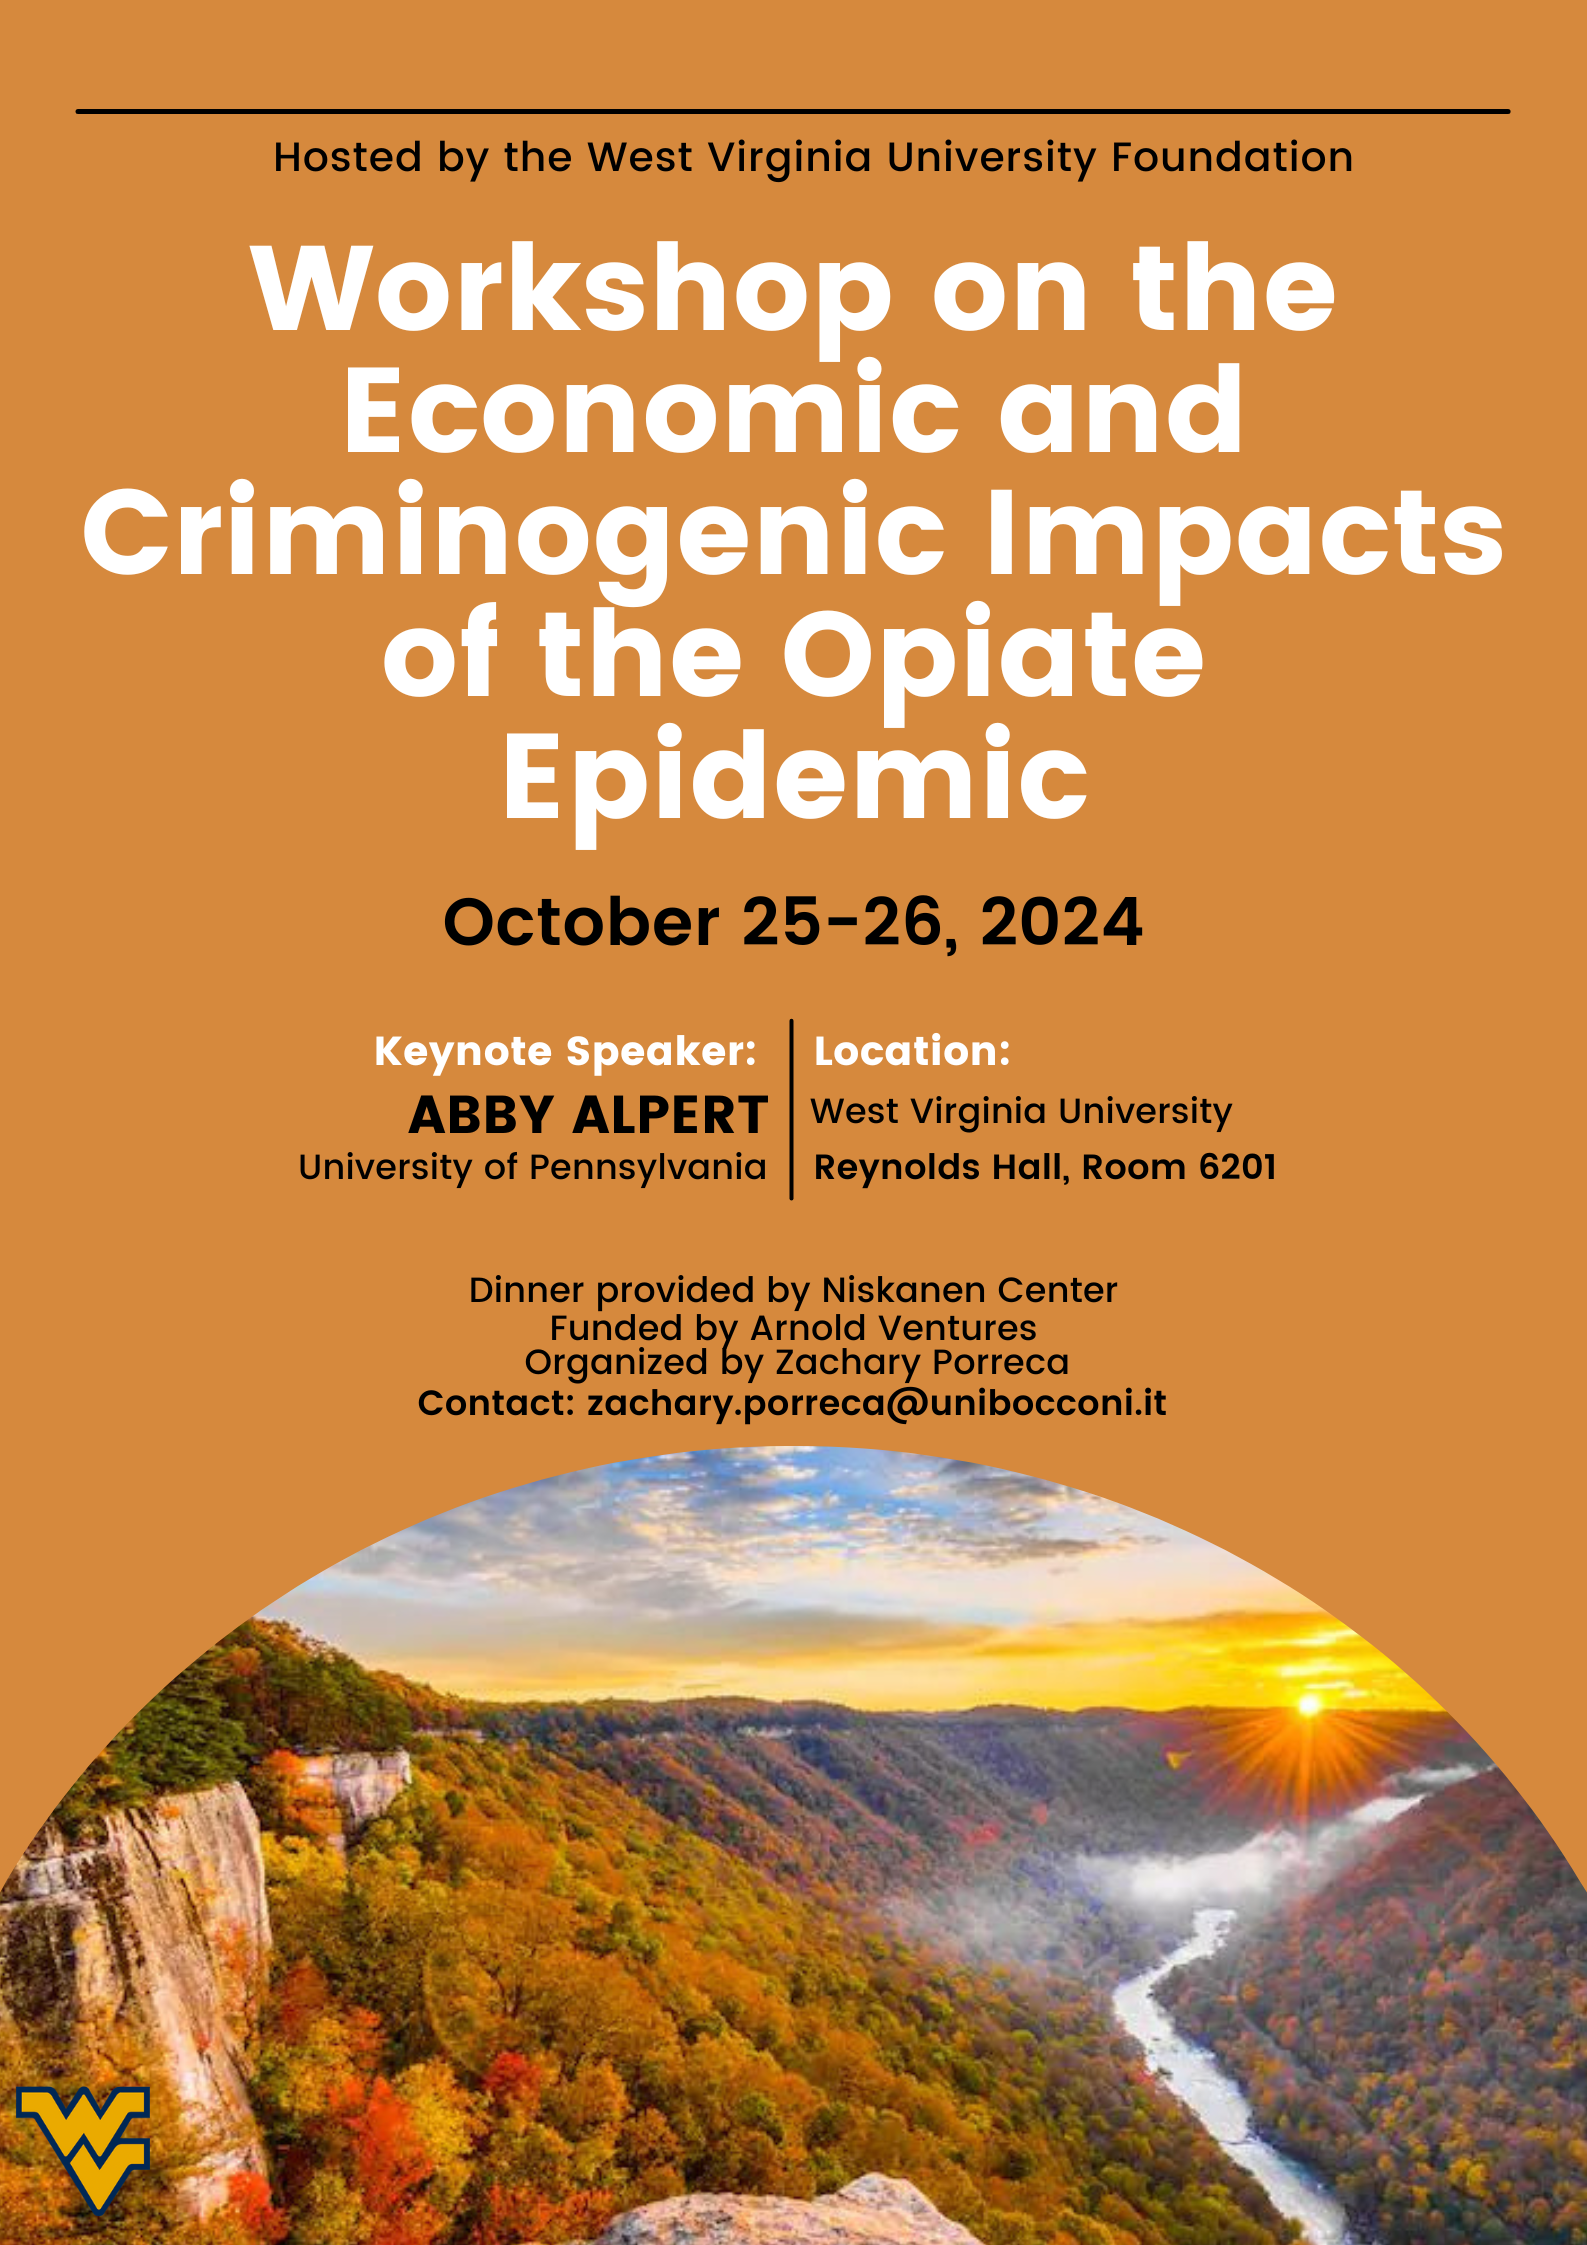 Hosted by the West Virginia University Foundation
Workshop on the
Economic and
Criminogenic Impacts
of the Opiate
Epidemic
October 25-26, 2024
Keynote Speaker:
ABBY ALPERT
University of Pennsylvania
Location:
West Virginia University
Reynolds Hall, Room 6201
Dinner provided by Niskanen Center
Funded by Arnold Ventures
Organized by Zachary Porreca
Contact: zachary.porreca@unibocconi.it
WV